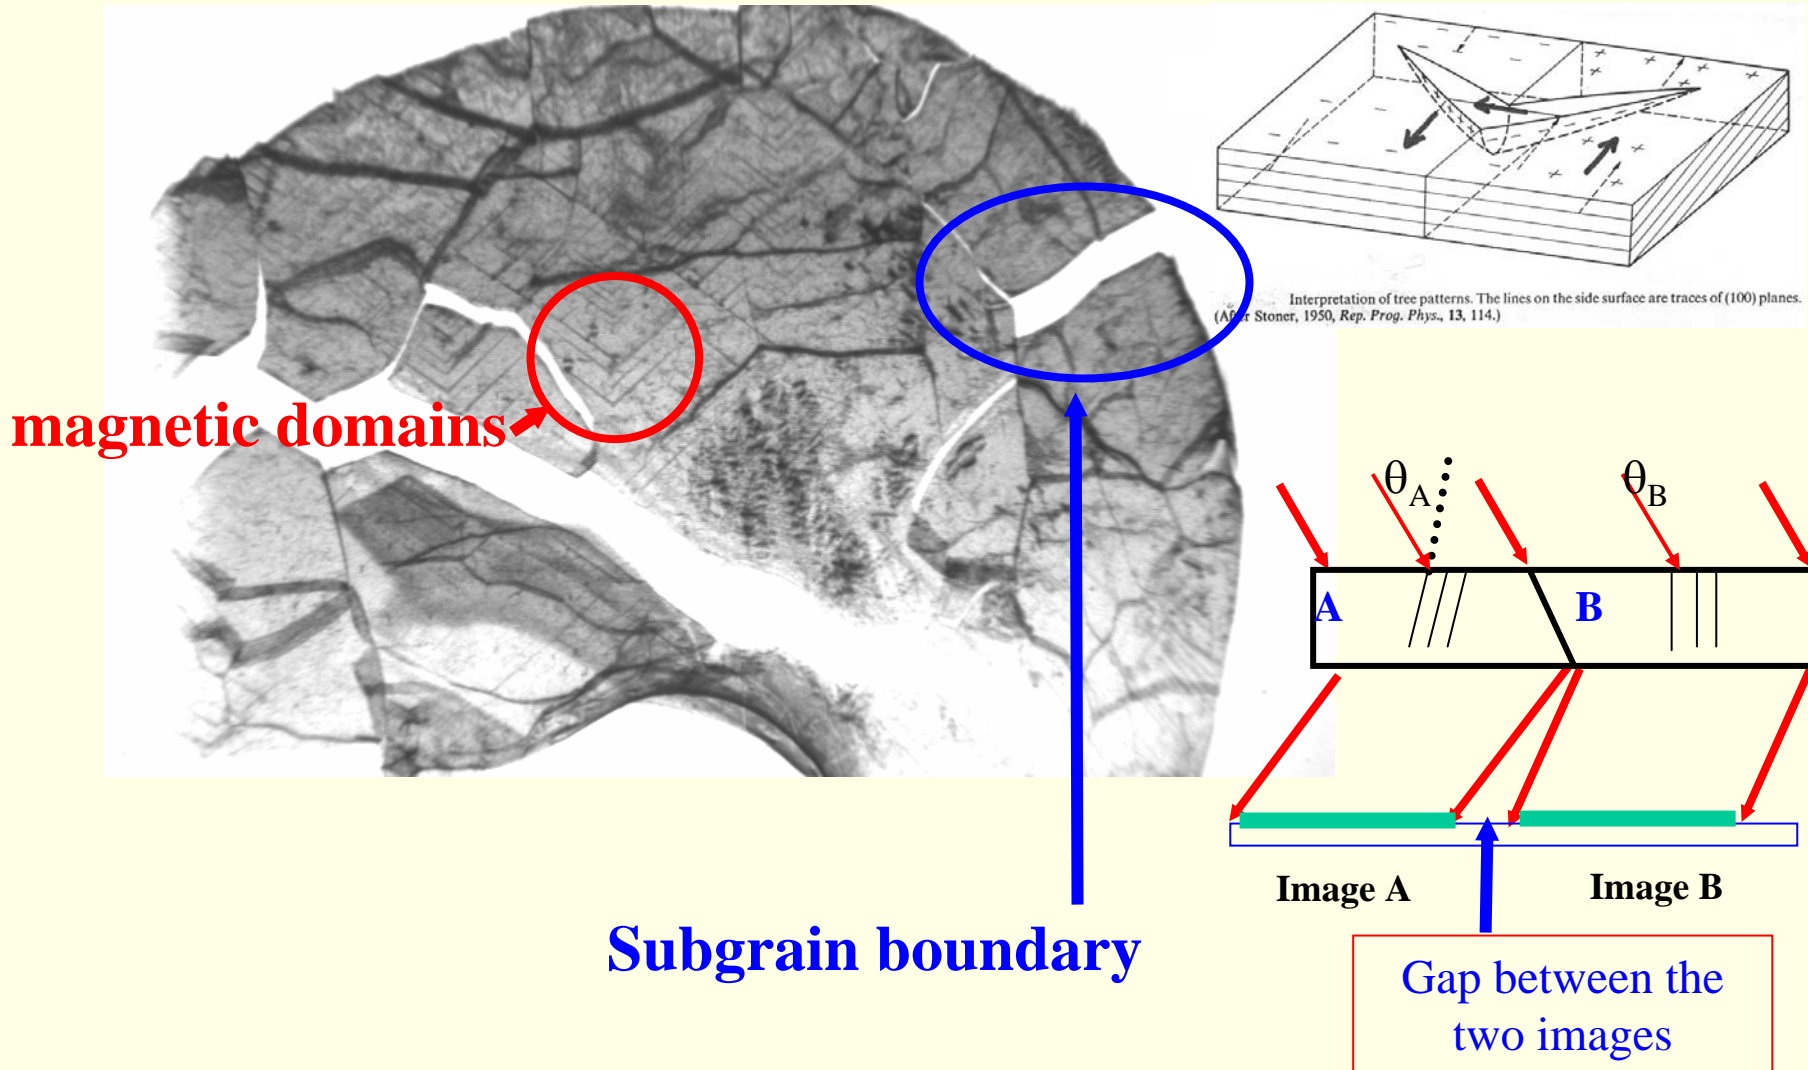 Interpretation of tree patterns. The lines on the side surface are traces of (100) planes.
(After Stoner, 1950, Rep. Prog. Phys., 13, 114.)
magnetic domains
θA
θB
A
B
Image A
Image B
Subgrain boundary
Gap between the
two images